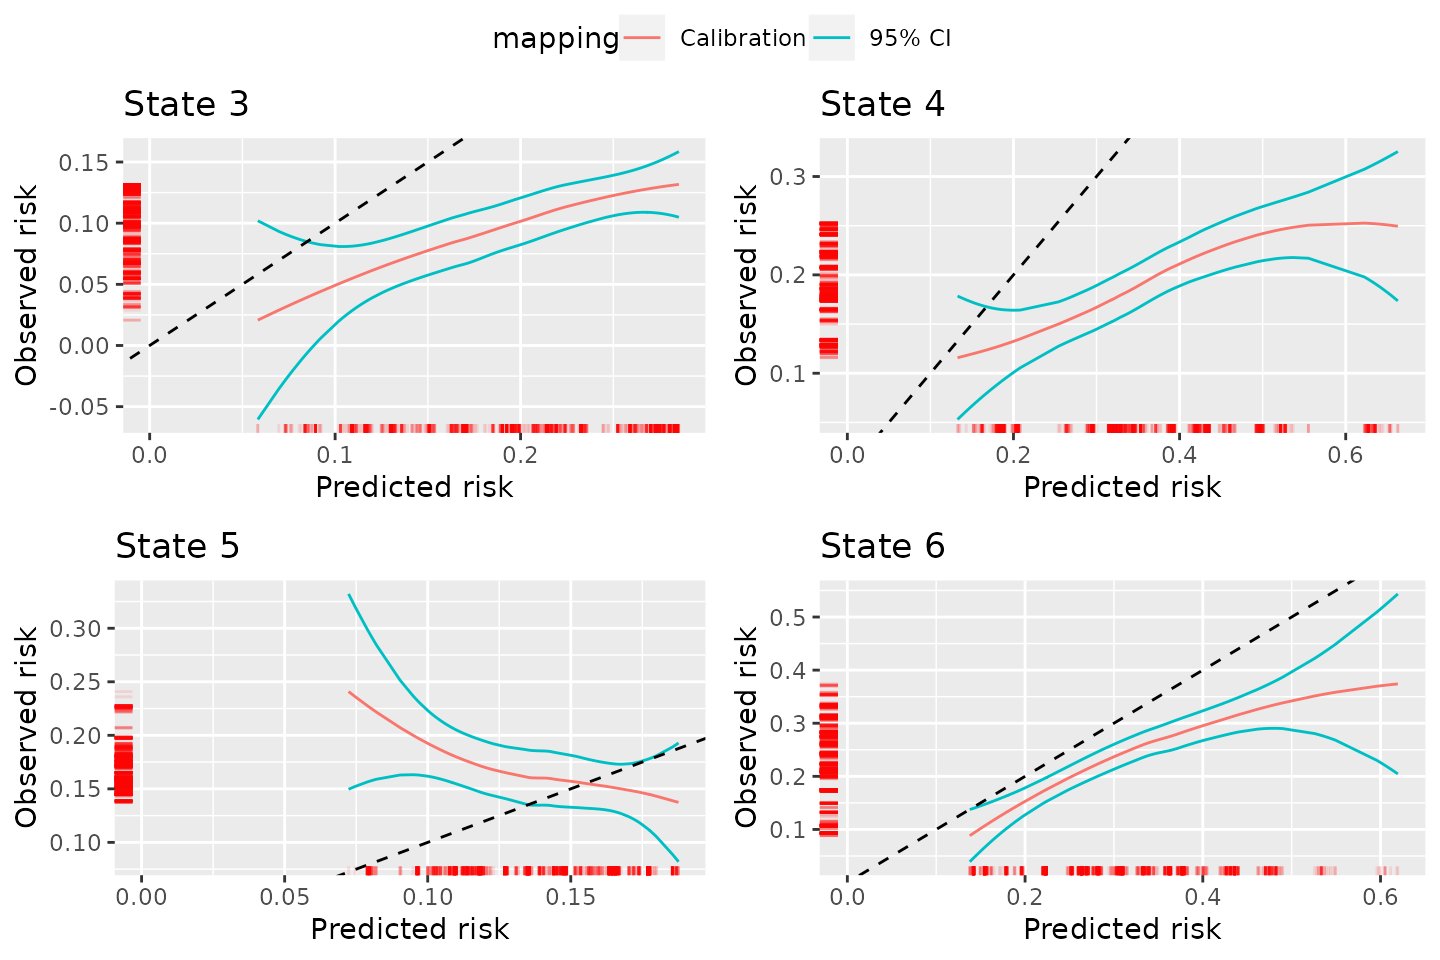 mapping Calibration 95% CI
State 3
Observed risk
0.15
0.10
0.05
0.00
-0.05
0.0 0.1 0.2
Predicted risk
State 4
Observed risk
0.3
0.2
0.1
0.0 0.2 0.4 0.6
Predicted risk
State 5
Observed risk
0.30
0.25
0.20
0.15
0.10
0.00 0.05 0.10 0.15
Predicted risk
State 6
Observed risk
0.5
0.4
0.3
0.2
0.1
0.0 0.2 0.4 0.6
Predicted risk